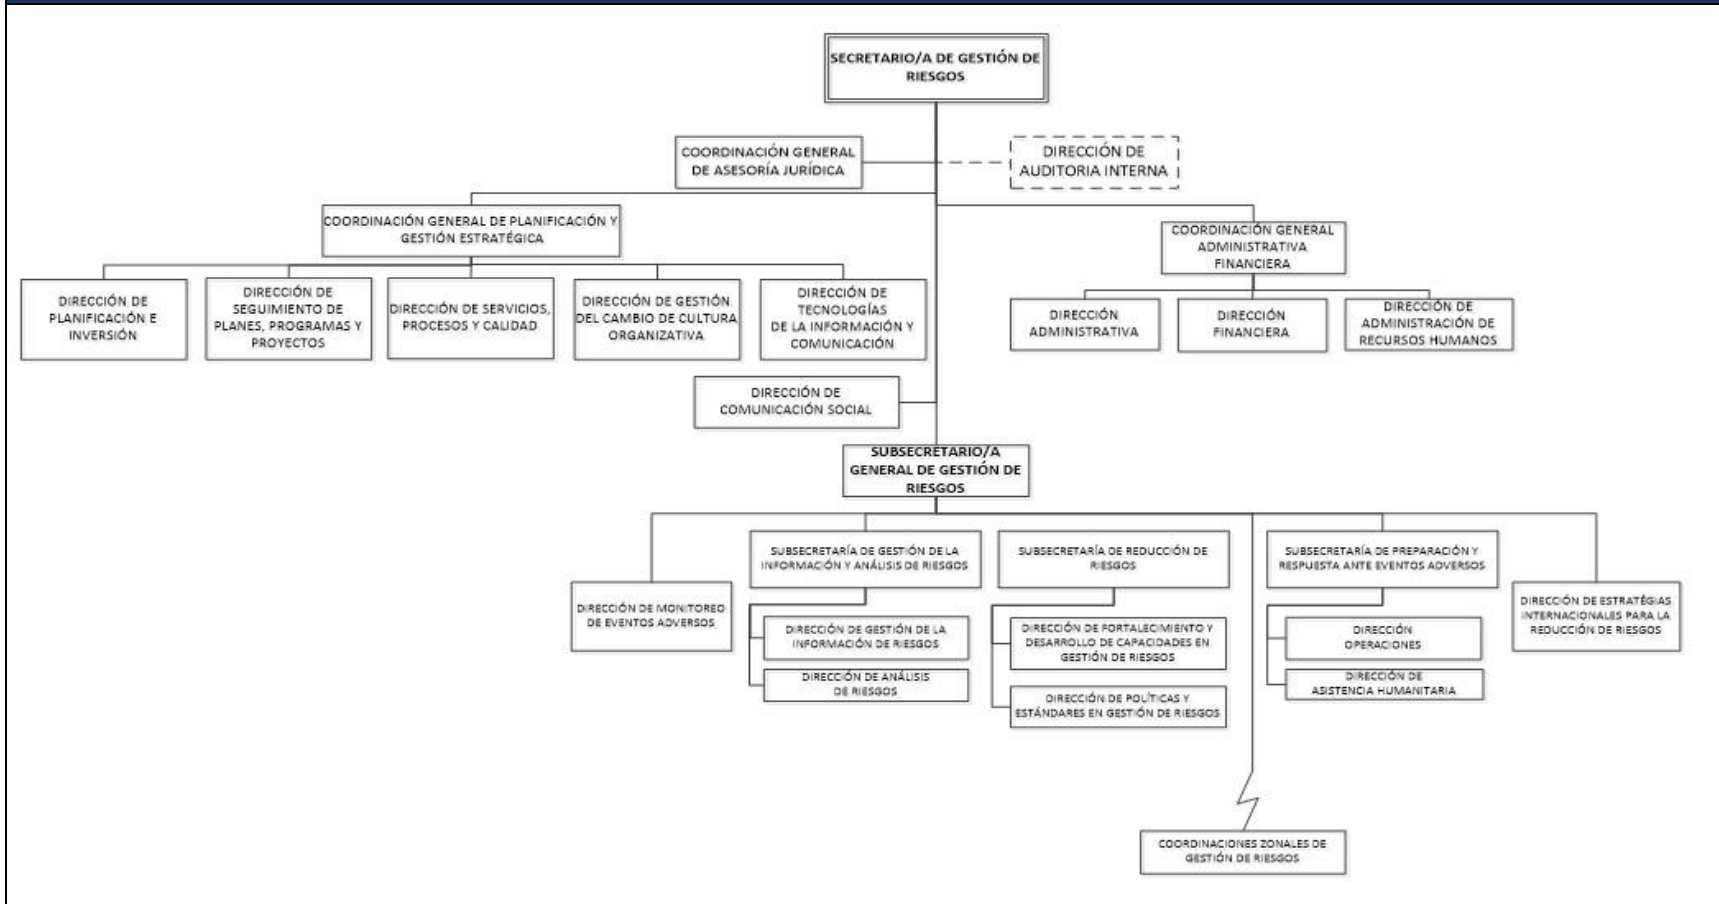 SECRETARIO/A DE GESTIÓN DE
RIESGOS
COORDINACIÓN GENERAL
DE ASESORÍA JURÍDICA
DIRECCIÓN DE
AUDITORIA INTERNA
COORDINACIÓN GENERAL DE PLANIFICACIÓN Y
GESTIÓN ESTRATÉGICA
COORDINACIÓN GENERAL
ADMINISTRATIVA
FINANCIERA
DIRECCIÓN DE
PLANIFICACIÓN E
INVERSIÓN
DIRECCIÓN DE
SEGUIMIENTO DE
PLANES, PROGRAMAS Y
PROYECTOS
DIRECCIÓN DE SERVICIOS,
PROCESOS Y CALIDAD
DIRECCIÓN DE GESTIÓN
DEL CAMBIO DE CULTURA
ORGANIZATIVA
DIRECCIÓN DE
TECNOLOGÍAS
DE LA INFORMACIÓN Y
COMUNICACIÓN
DIRECCIÓN
ADMINISTRATIVA
DIRECCIÓN
FINANCIERA
DIRECCIÓN DE
ADMINISTRACIÓN DE
RECURSOS HUMANOS
DIRECCIÓN DE
COMUNICACIÓN SOCIAL
SUBSECRETARIO/A
GENERAL DE GESTIÓN DE
RIESGOS
DIRECCIÓN DE MONITOREO
DE EVENTOS ADVERSOS
SUBSECRETARÍA DE GESTIÓN DE LA
INFORMACIÓN Y ANÁLISIS DE RIESGOS
DIRECCIÓN DE GESTIÓN DE LA
INFORMACIÓN DE RIESGOS
DIRECCIÓN DE ANÁLISIS
DE RIESGOS
SUBSECRETARÍA DE REDUCCIÓN DE
RIESGOS
DIRECCIÓN DE FORTALECIMIENTO Y
DESARROLLO DE CAPACIDADES EN
GESTIÓN DE RIESGOS
DIRECCIÓN DE POLÍTICAS Y
ESTÁNDARES EN GESTIÓN DE RIESGOS
SUBSECRETARÍA DE PREPARACIÓN Y
RESPUESTA ANTE EVENTOS ADVERSOS
DIRECCIÓN
OPERACIONES
DIRECCIÓN DE
ASISTENCIA HUMANITARIA
DIRECCIÓN DE ESTRATÉGIAS
INTERNACIONALES PARA LA
REDUCCIÓN DE RIESGOS
COORDINACIONES ZONALES DE
GESTIÓN DE RIESGOS